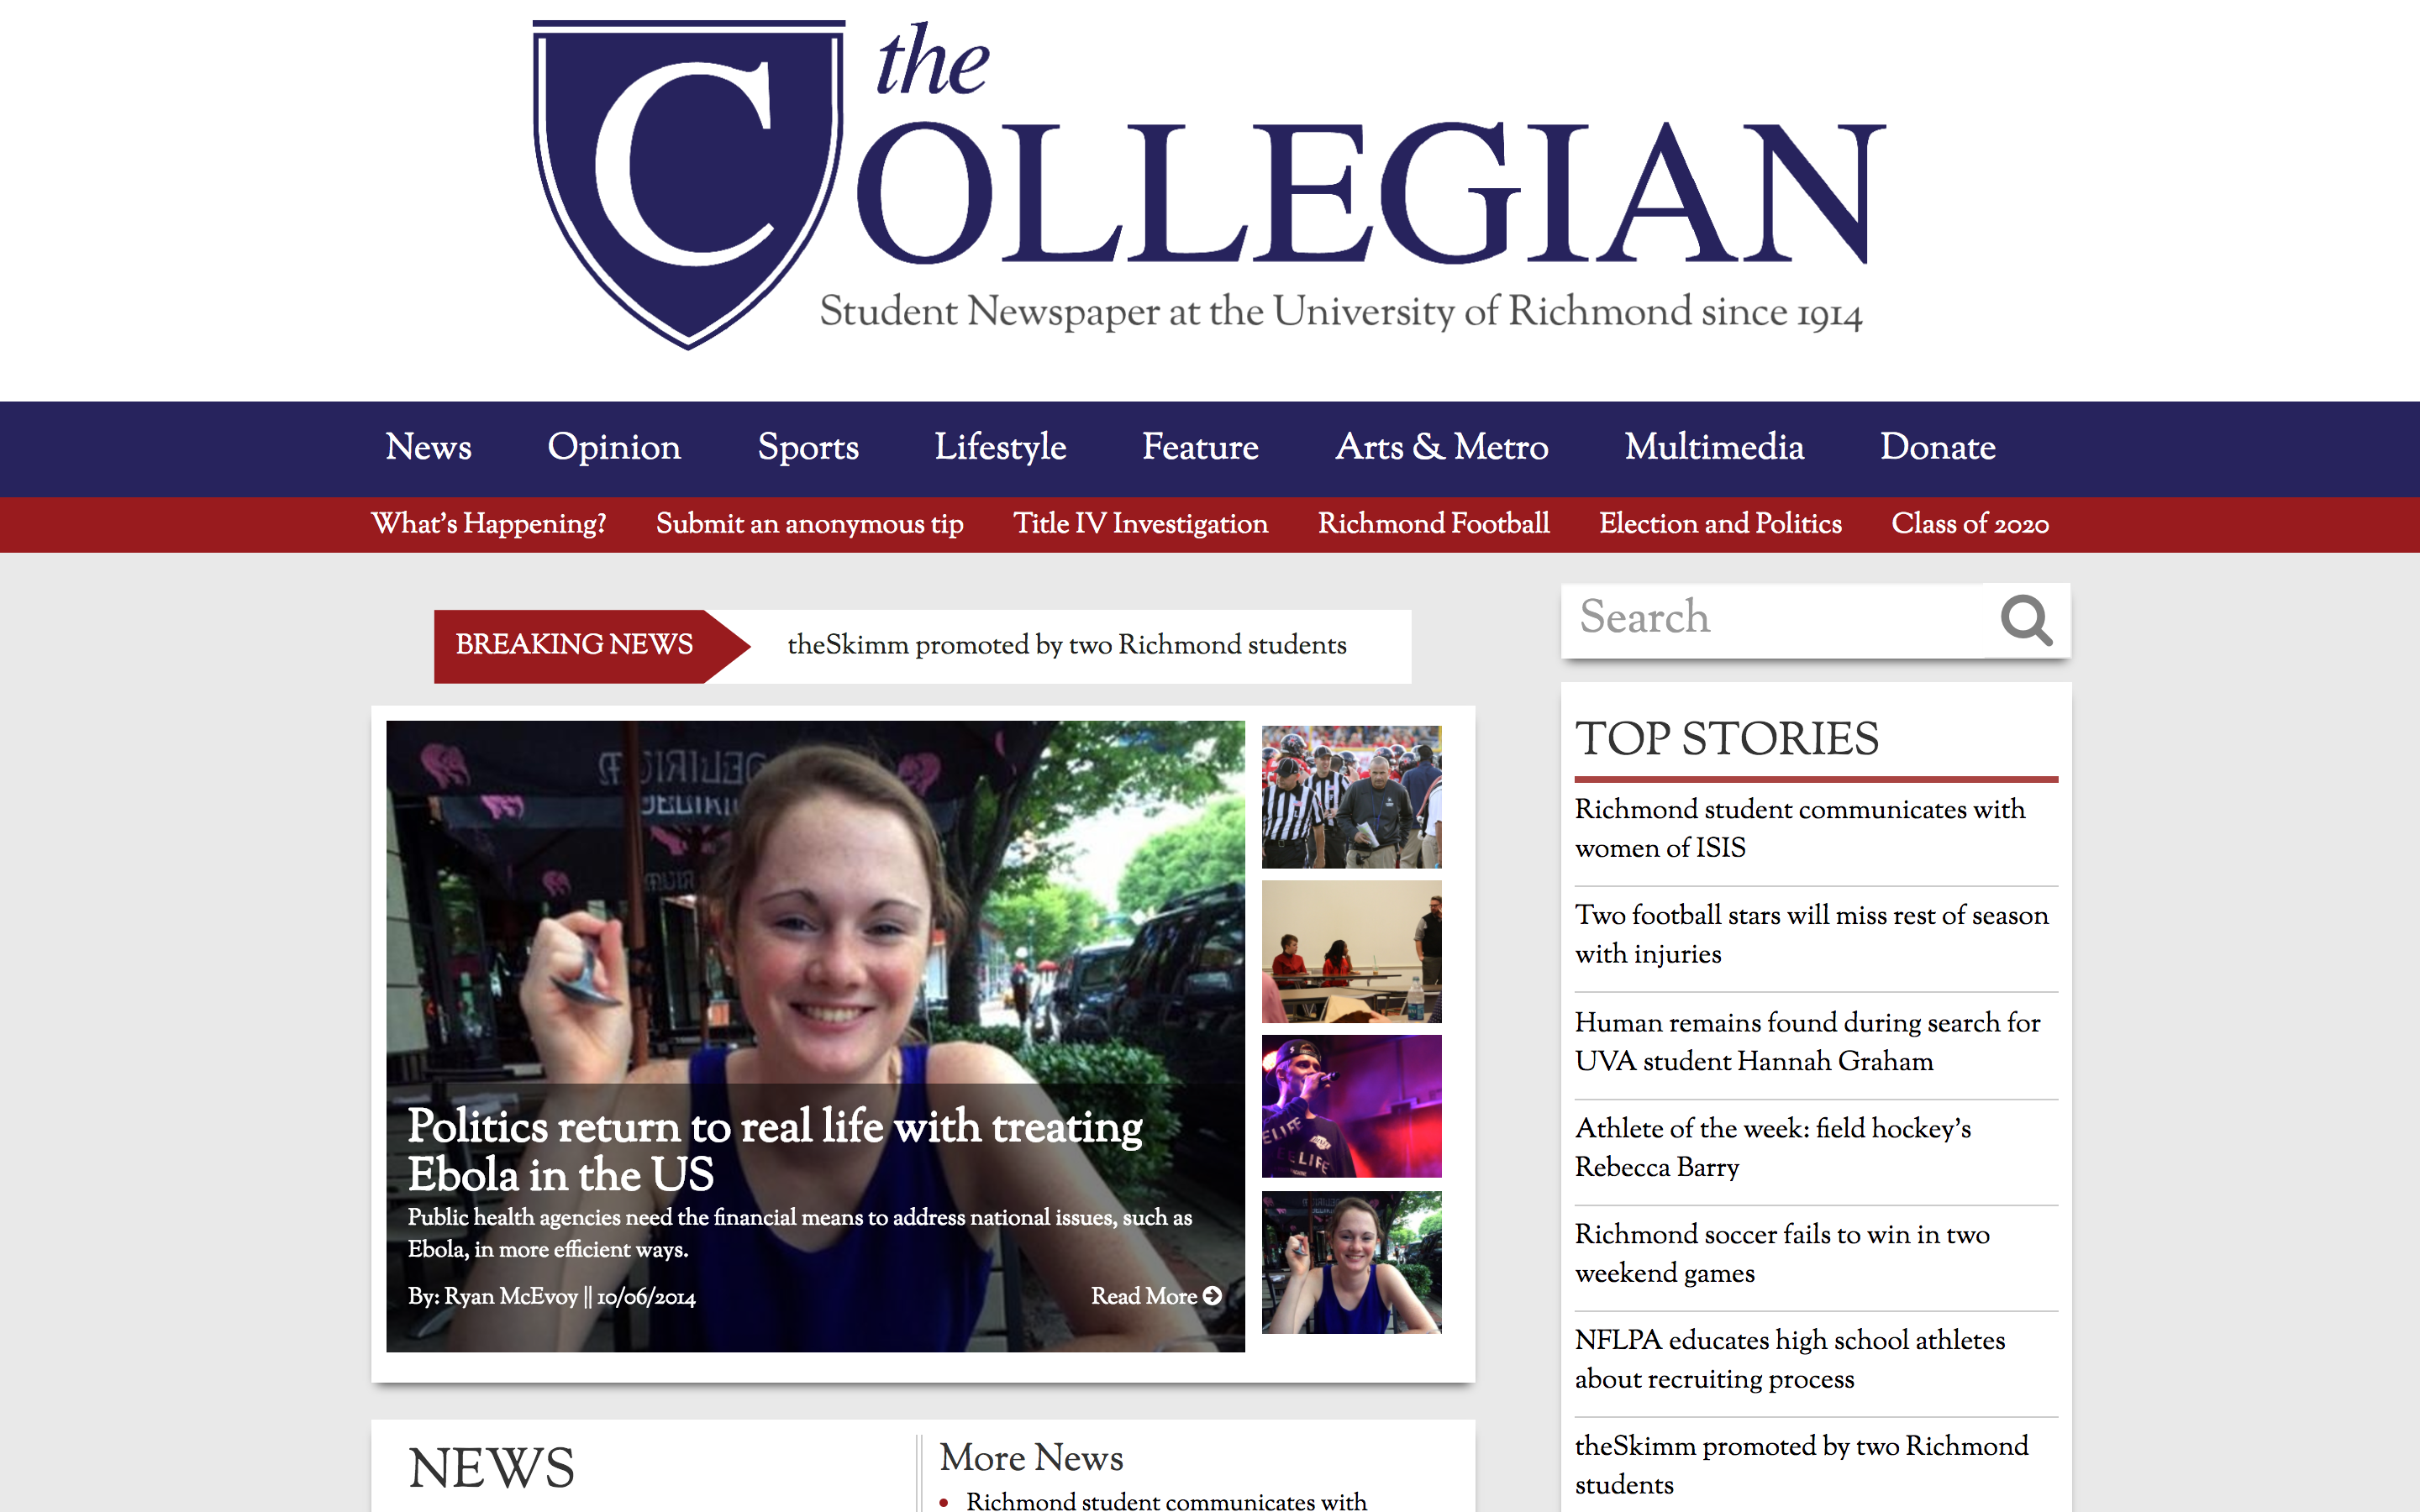 the
COLLEGIAN
Student Newspaper at the University of Richmond since 1914
News Opinion Sports Lifestyle Feature Arts & Metro Multimedia Donate
What's Happening? Submit an anonymous tip Title IV Investigation Richmond Football Election and Politics Class of 2020
BREAKING NEWS theSkimm promoted by two Richmond students
Politics return to real life with treating
Ebola in the US
Public health agencies need the financial means to address national issues, such as
Ebola, in more efficient ways.
By: Ryan McEvoy || 10/06/2014 Read More
NEWS
More News
Richmond student communicates with
Search
TOP STORIES
Richmond student communicates with
women of ISIS
Two football stars will miss rest of season
with injuries
Human remains found during search for
UVA student Hannah Graham
Athlete of the week: field hockey's
Rebecca Barry
Richmond soccer fails to win in two
weekend games
NFLPA educates high school athletes
about recruiting process
theSkimm promoted by two Richmond
students